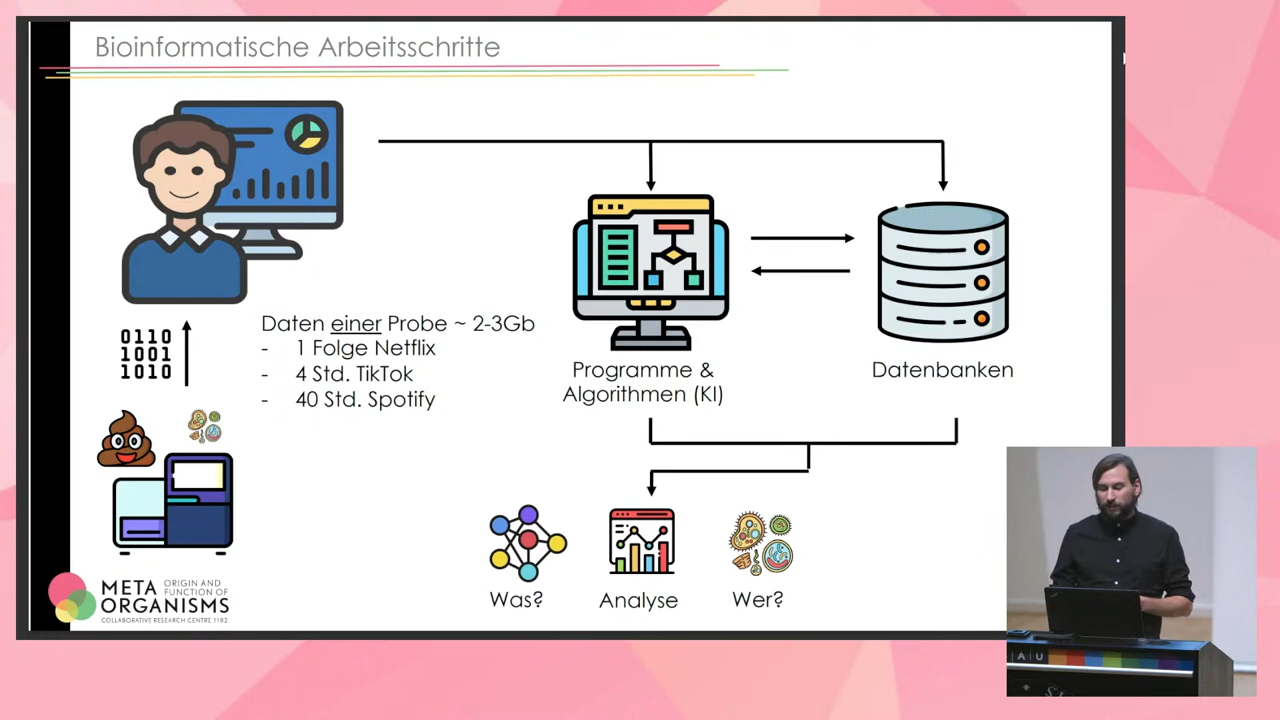 Bioinformatische Arbeitsschritte
0110
1001
1010
Daten einer Probe ~ 2-3Gb
- 1 Folge Netflix
- 4 Std. TikTok
- 40 Std. Spotify
Programme &
Algorithmen (KI)
Datenbanken
Was?
Analyse
Wer?
META
ORGANISMS
ORIGIN AND
FUNCTION OF
COLLABORATIVE RESEARCH CENTRE 1182
A U